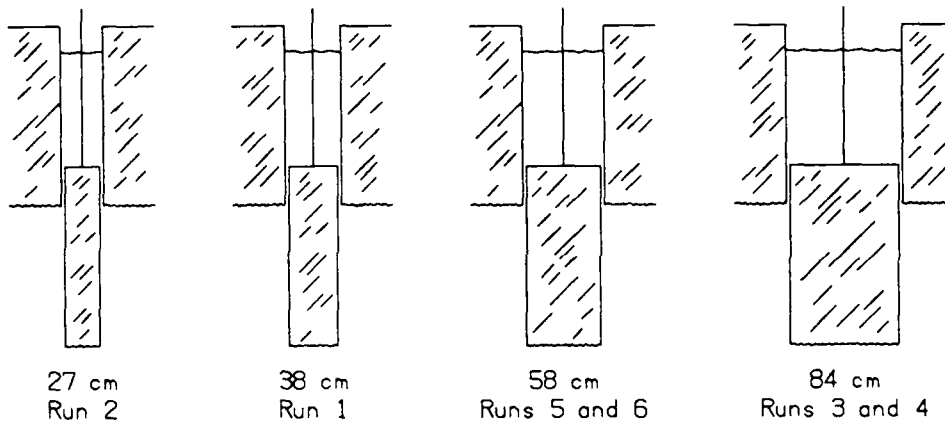 27 cm
Run 2
38 cm
Run 1
58 cm
Runs 5 and 6
84 cm
Runs 3 and 4